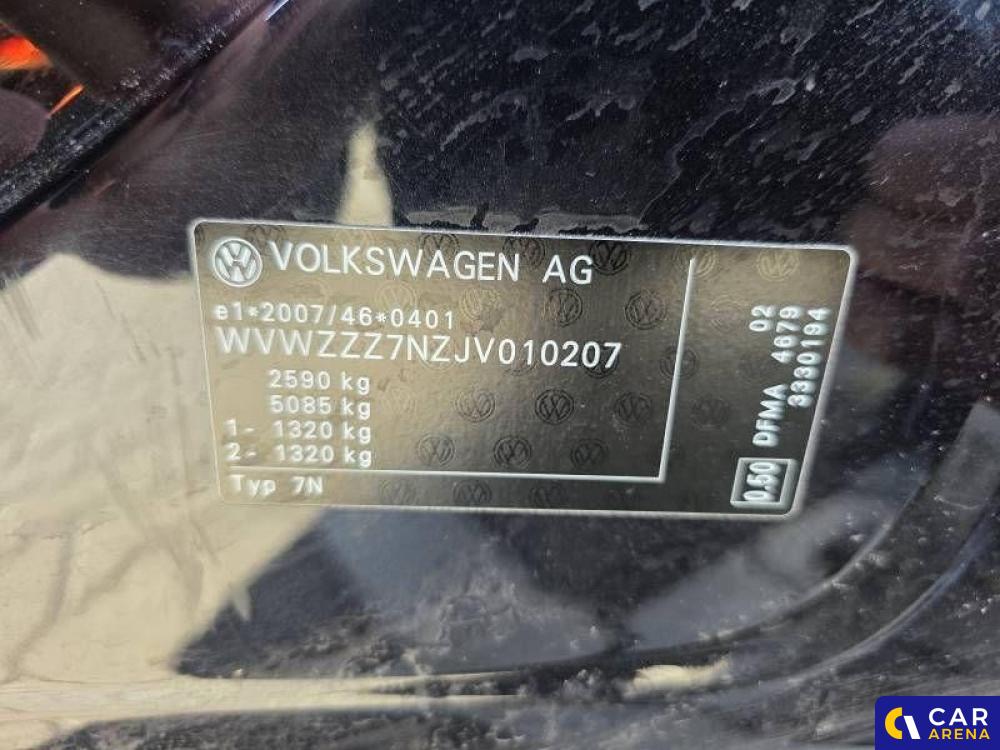 VOLKSWAGEN AG
e1*2007/46*0401
WVWZZZ7NZJV010207
2590 kg
5085 kg
1- 1320 kg
2- 1320 kg
Typ 7N
02
DFMA 4679
3330194
0.50
CAR
ARENA